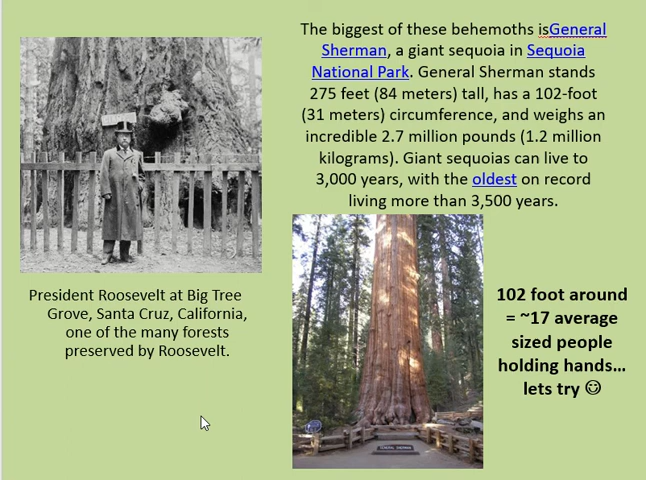 The biggest of these behemoths isGeneral
Sherman, a giant sequoia in Sequoia
National Park. General Sherman stands
275 feet (84 meters) tall, has a 102-foot
(31 meters) circumference, and weighs an
incredible 2.7 million pounds (1.2 million
kilograms). Giant sequoias can live to
3,000 years, with the oldest on record
living more than 3,500 years.
President Roosevelt at Big Tree
Grove, Santa Cruz, California,
one of the many forests
preserved by Roosevelt.
GENERAL SHERMAN
102 foot around
= ~17 average
sized people
holding hands...
lets try ☺